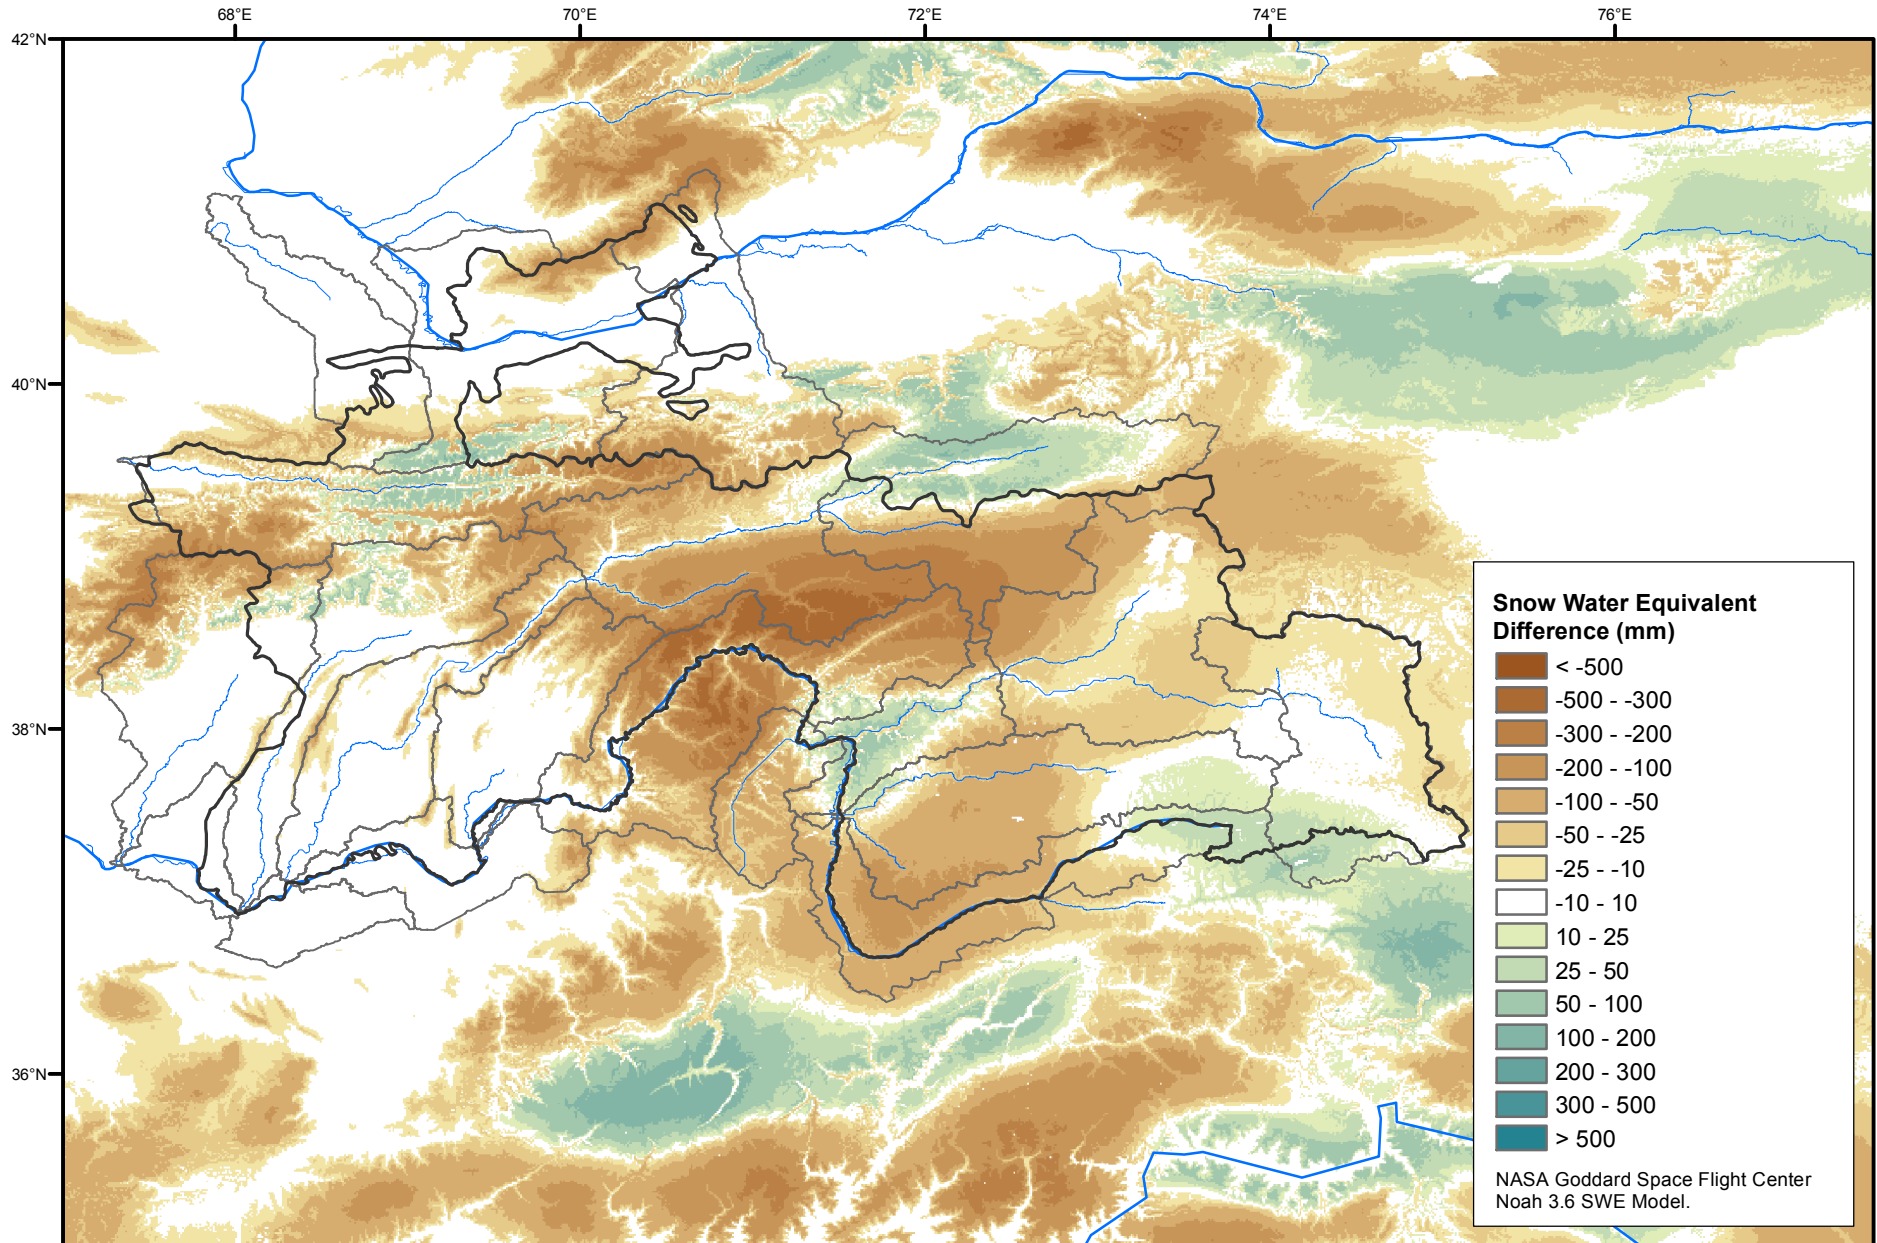 68°E 70°E 72°E 74°E 76°E
42°N
40°N
38°N
36°N
Snow Water Equivalent
Difference (mm)
< -500
-500 - -300
-300 - -200
-200 - -100
-100 - -50
-50 - -25
-25 - -10
-10 - 10
10 - 25
25 - 50
50 - 100
100 - 200
200 - 300
300 - 500
> 500
NASA Goddard Space Flight Center
Noah 3.6 SWE Model.